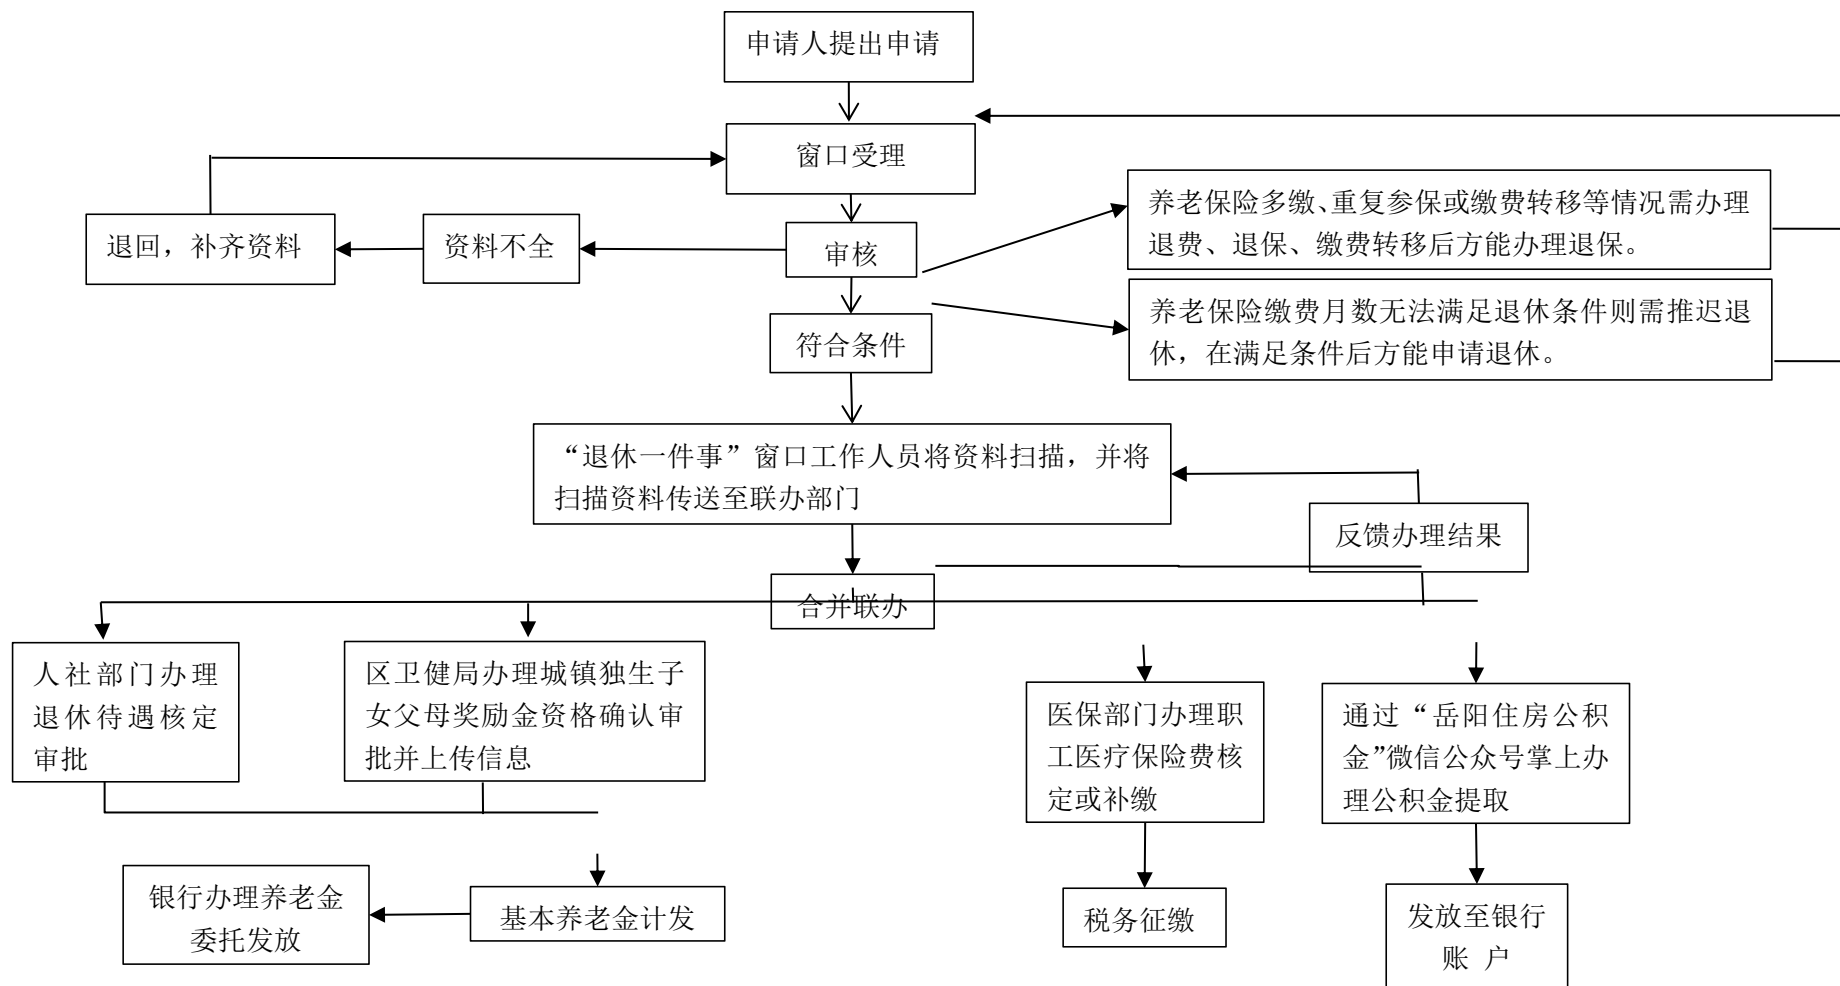 申请人提出申请
窗口受理
养老保险多缴、重复参保或缴费转移等情况需办理
退费、退保、缴费转移后方能办理退保。
退回，补齐资料
资料不全
审核
养老保险缴费月数无法满足退休条件则需推迟退
休，在满足条件后方能申请退休。
符合条件
“退休一件事”窗口工作人员将资料扫描，并将
扫描资料传送至联办部门
反馈办理结果
合并联办
人社部门办理
退休待遇核定
审批
区卫健局办理城镇独生子
女父母奖励金资格确认审
批并上传信息
医保部门办理职
工医疗保险费核
定或补缴
通过“岳阳住房公积
金”微信公众号掌上办
理公积金提取
银行办理养老金
委托发放
基本养老金计发
税务征缴
发放至银行
账 户